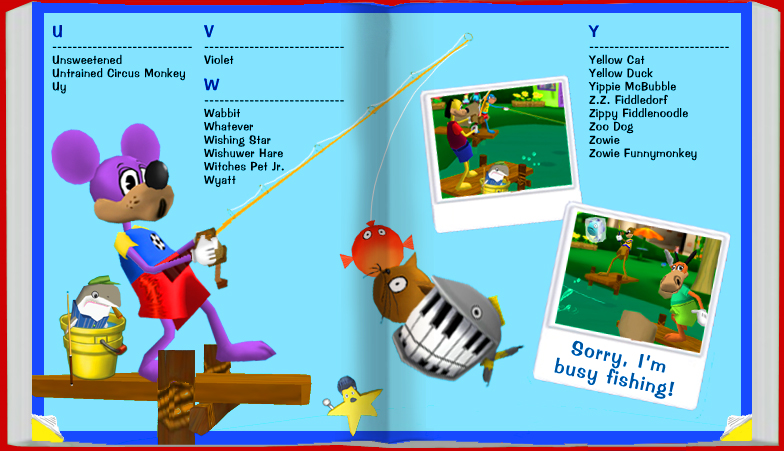 U
Unsweetened
Untrained Circus Monkey
Uy
V
Violet
W
Wabbit
Whatever
Wishing Star
Wishuwer Hare
Witches Pet Jr.
Wyatt
Y
Yellow Cat
Yellow Duck
Yippie McBubble
Z.Z. Fiddledorf
Zippy Fiddlenoodle
Zoo Dog
Zowie
Zowie Funnymonkey
Sorry, I'm
busy fishing!